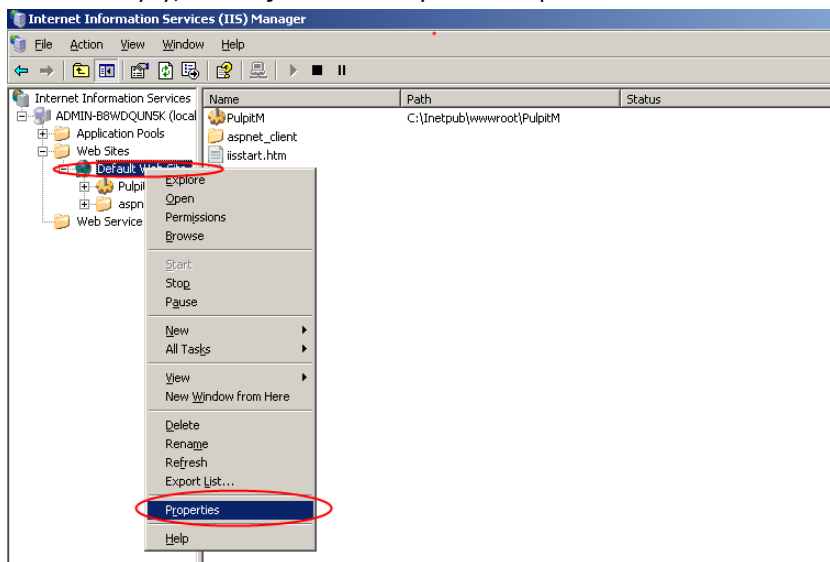 Internet Information Services (IIS) Manager
File Action View Window Help
Internet Information Services
ADMIN-B8WDQUN5K (local
Application Pools
Web Sites
Default Web Site
Pulpit
aspn
Web Service
Name Path Status
PulpitM C:\Inetpub\wwwroot\PulpitM
aspnet_client
iisstart.htm
Explore
Open
Permissions
Browse
Start
Stop
Pause
New
All Tasks
View
New Window from Here
Delete
Rename
Refresh
Export List...
Properties
Help